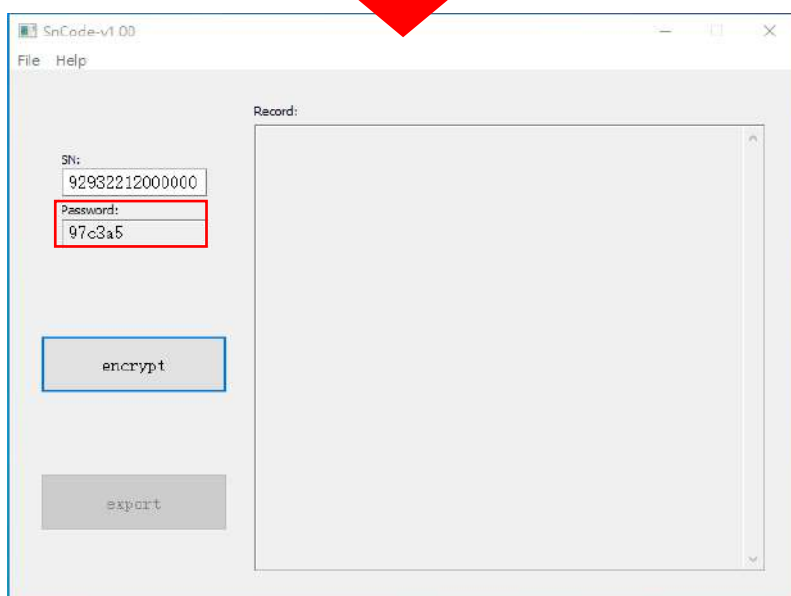 SnCode-v1.00
File Help
Record:
SN:
92932212000000
Password:
97c3a5
encrypt
export